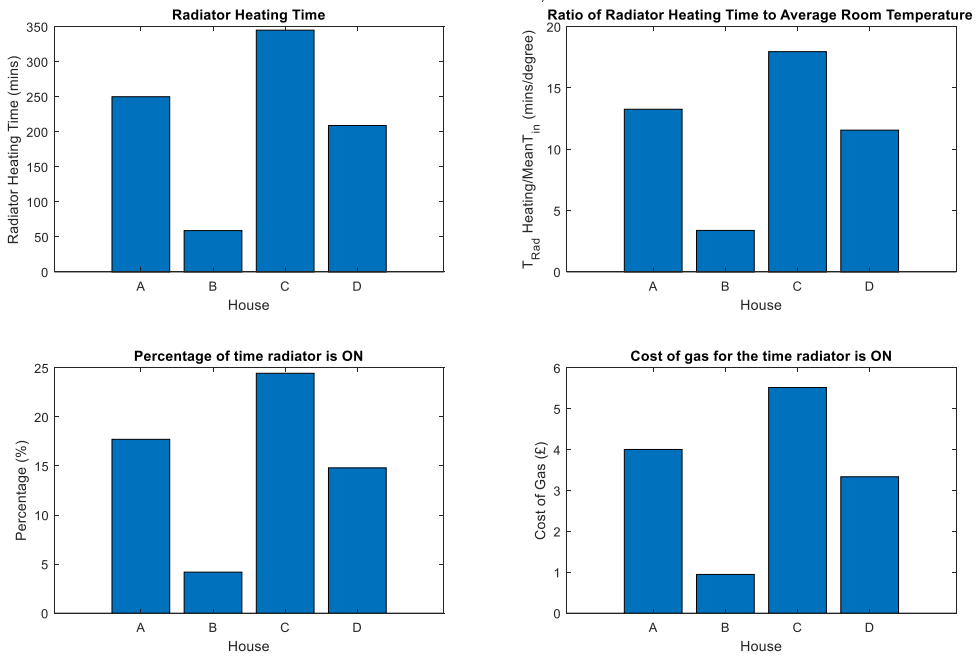 Radiator Heating Time
350
300
250
200
150
100
50
0
Radiator Heating Time (mins)
A B C D
House
Ratio of Radiator Heating Time to Average Room Temperature
20
15
10
5
0
T_Rad Heating/MeanT_in (mins/degree)
A B C D
House
Percentage of time radiator is ON
25
20
15
10
5
0
Percentage (%)
A B C D
House
Cost of gas for the time radiator is ON
6
5
4
3
2
1
0
Cost of Gas (£)
A B C D
House